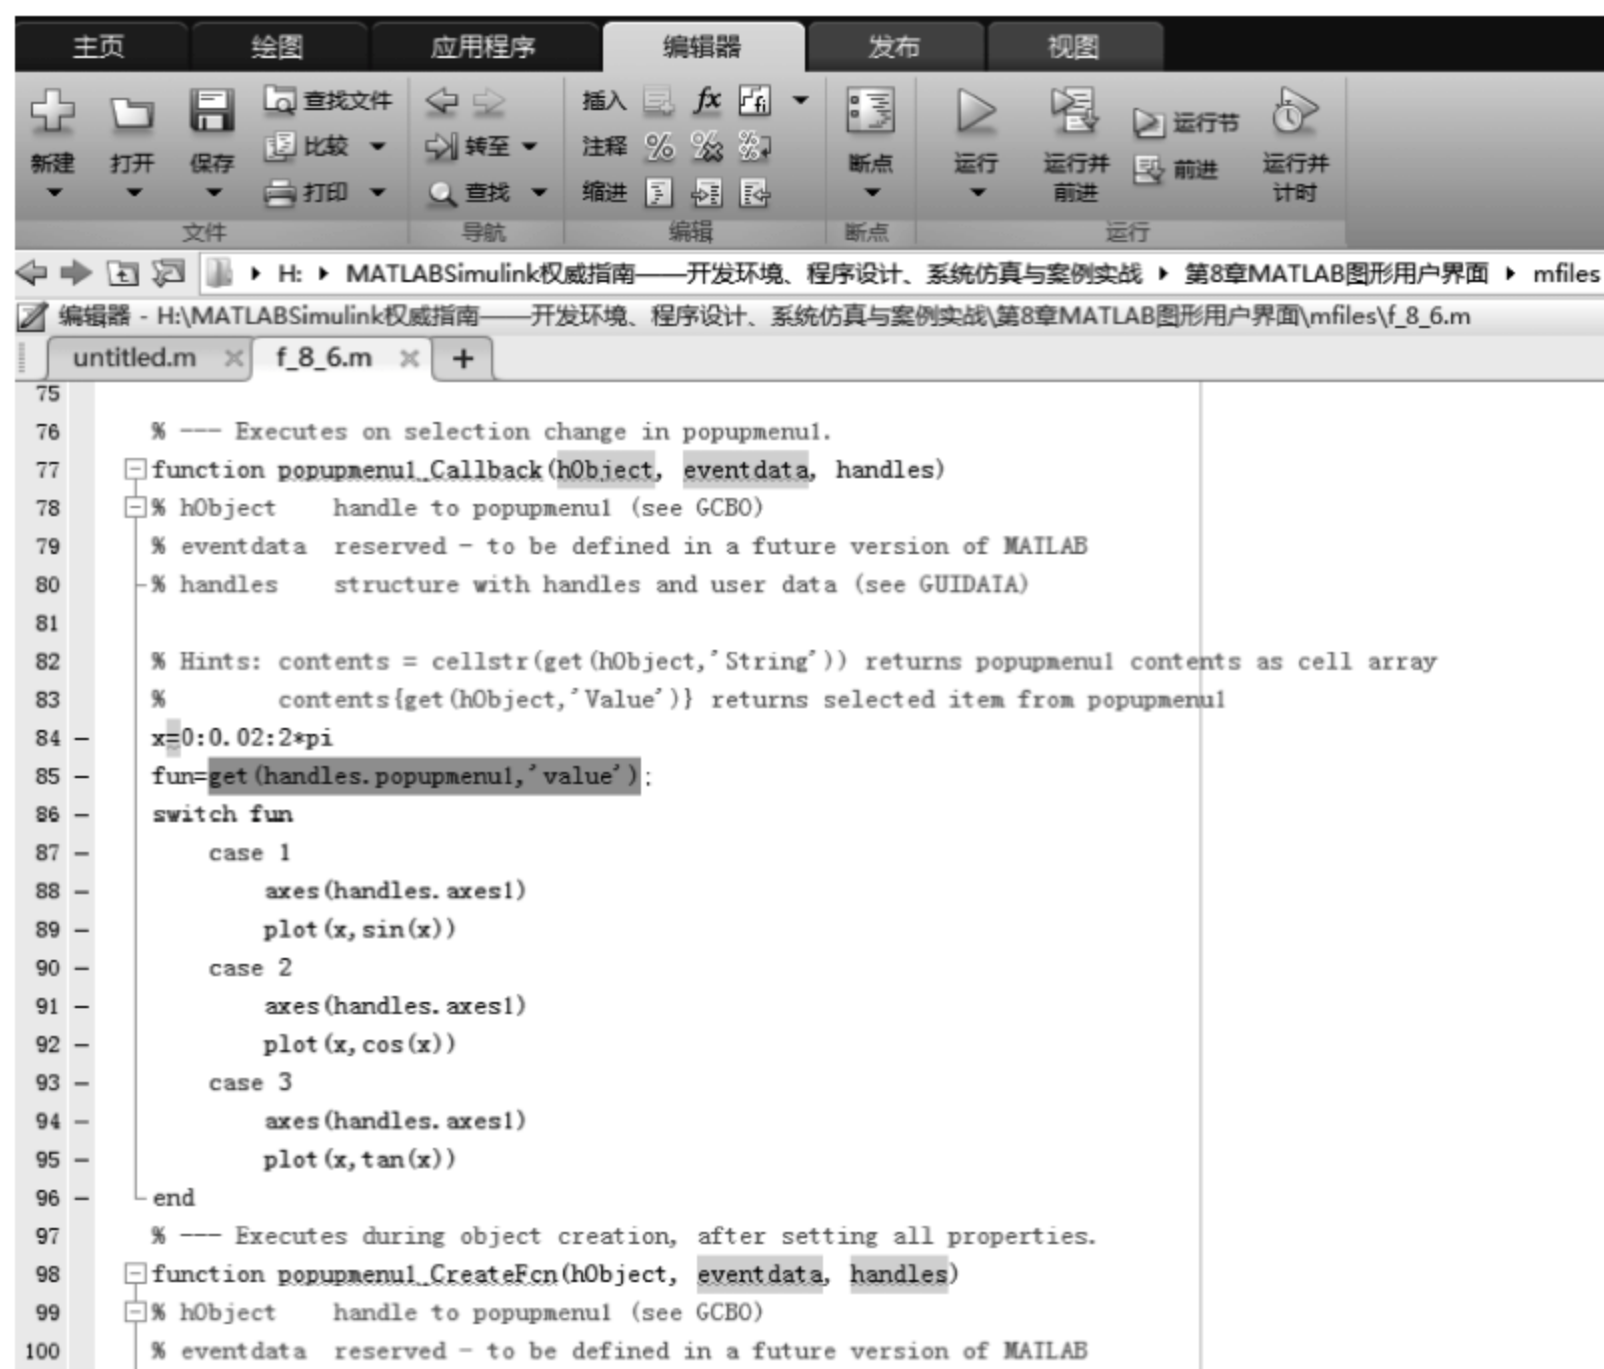 主页 绘图 应用程序 编辑器 发布 视图
新建 打开 保存 查找文件 比较 打印 转至 查找 插入 fx fi 注释 缩进 断点 运行 运行并前进 运行节 前进 运行并计时
文件 导航 编辑 断点 运行
H: MATLABSimulink权威指南——开发环境、程序设计、系统仿真与案例实战 第8章MATLAB图形用户界面 mfiles
编辑器 - H:\MATLABSimulink权威指南——开发环境、程序设计、系统仿真与案例实战\第8章MATLAB图形用户界面\mfiles\f_8_6.m
untitled.m × f_8_6.m × +
75
76 % --- Executes on selection change in popupmenu1.
77 function popupmenu1_Callback(hObject, eventdata, handles)
78 % hObject    handle to popupmenu1 (see GCBO)
79 % eventdata  reserved - to be defined in a future version of MATLAB
80 % handles    structure with handles and user data (see GUIDATA)
81
82 % Hints: contents = cellstr(get(hObject,'String')) returns popupmenu1 contents as cell array
83 %        contents{get(hObject,'Value')} returns selected item from popupmenu1
84 – x=0:0.02:2*pi
85 – fun=get(handles.popupmenu1,'value');
86 – switch fun
87 –     case 1
88 –         axes(handles.axes1)
89 –         plot(x,sin(x))
90 –     case 2
91 –         axes(handles.axes1)
92 –         plot(x,cos(x))
93 –     case 3
94 –         axes(handles.axes1)
95 –         plot(x,tan(x))
96 – end
97 % --- Executes during object creation, after setting all properties.
98 function popupmenu1_CreateFcn(hObject, eventdata, handles)
99 % hObject    handle to popupmenu1 (see GCBO)
100 % eventdata  reserved - to be defined in a future version of MATLAB